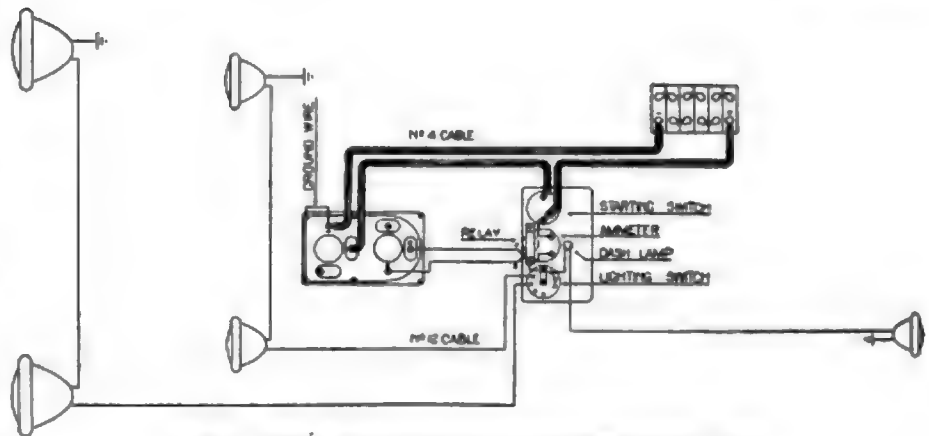 GROUND WIRE
Nº 4 CABLE
STARTING SWITCH
RELAY
AMMETER
DASH LAMP
LIGHTING SWITCH
Nº 12 CABLE